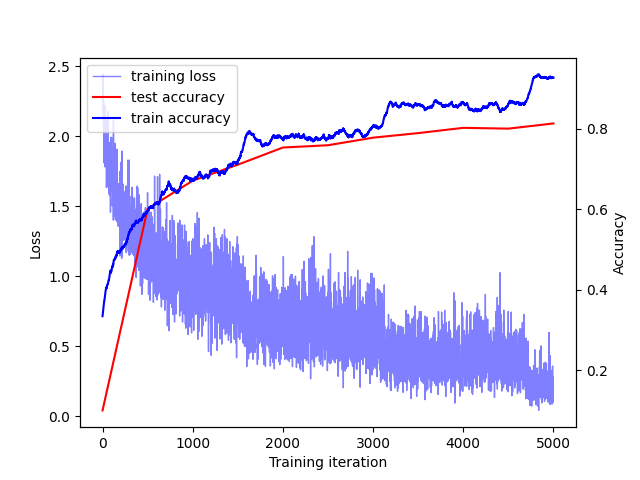 training loss
test accuracy
train accuracy
2.5
2.0
1.5
1.0
0.5
0.0
Loss
0.8
0.6
0.4
0.2
Accuracy
0 1000 2000 3000 4000 5000
Training iteration